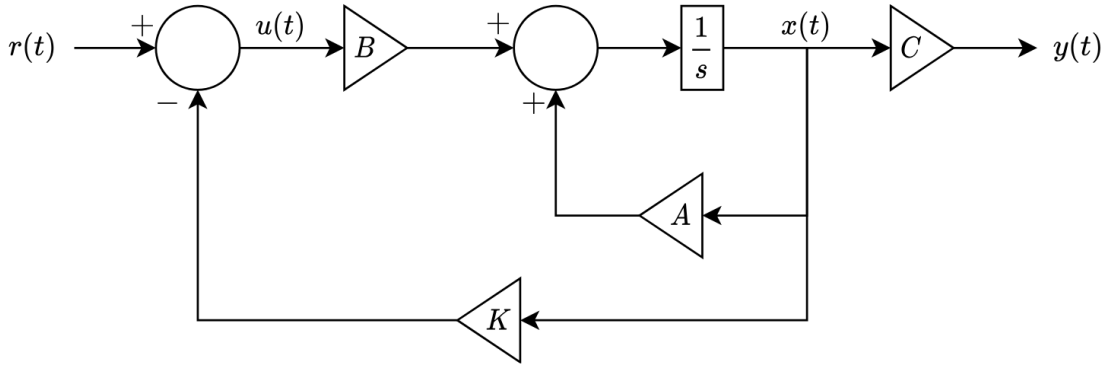 r(t) + u(t) B + 1/s x(t) C y(t)
− +
A
K